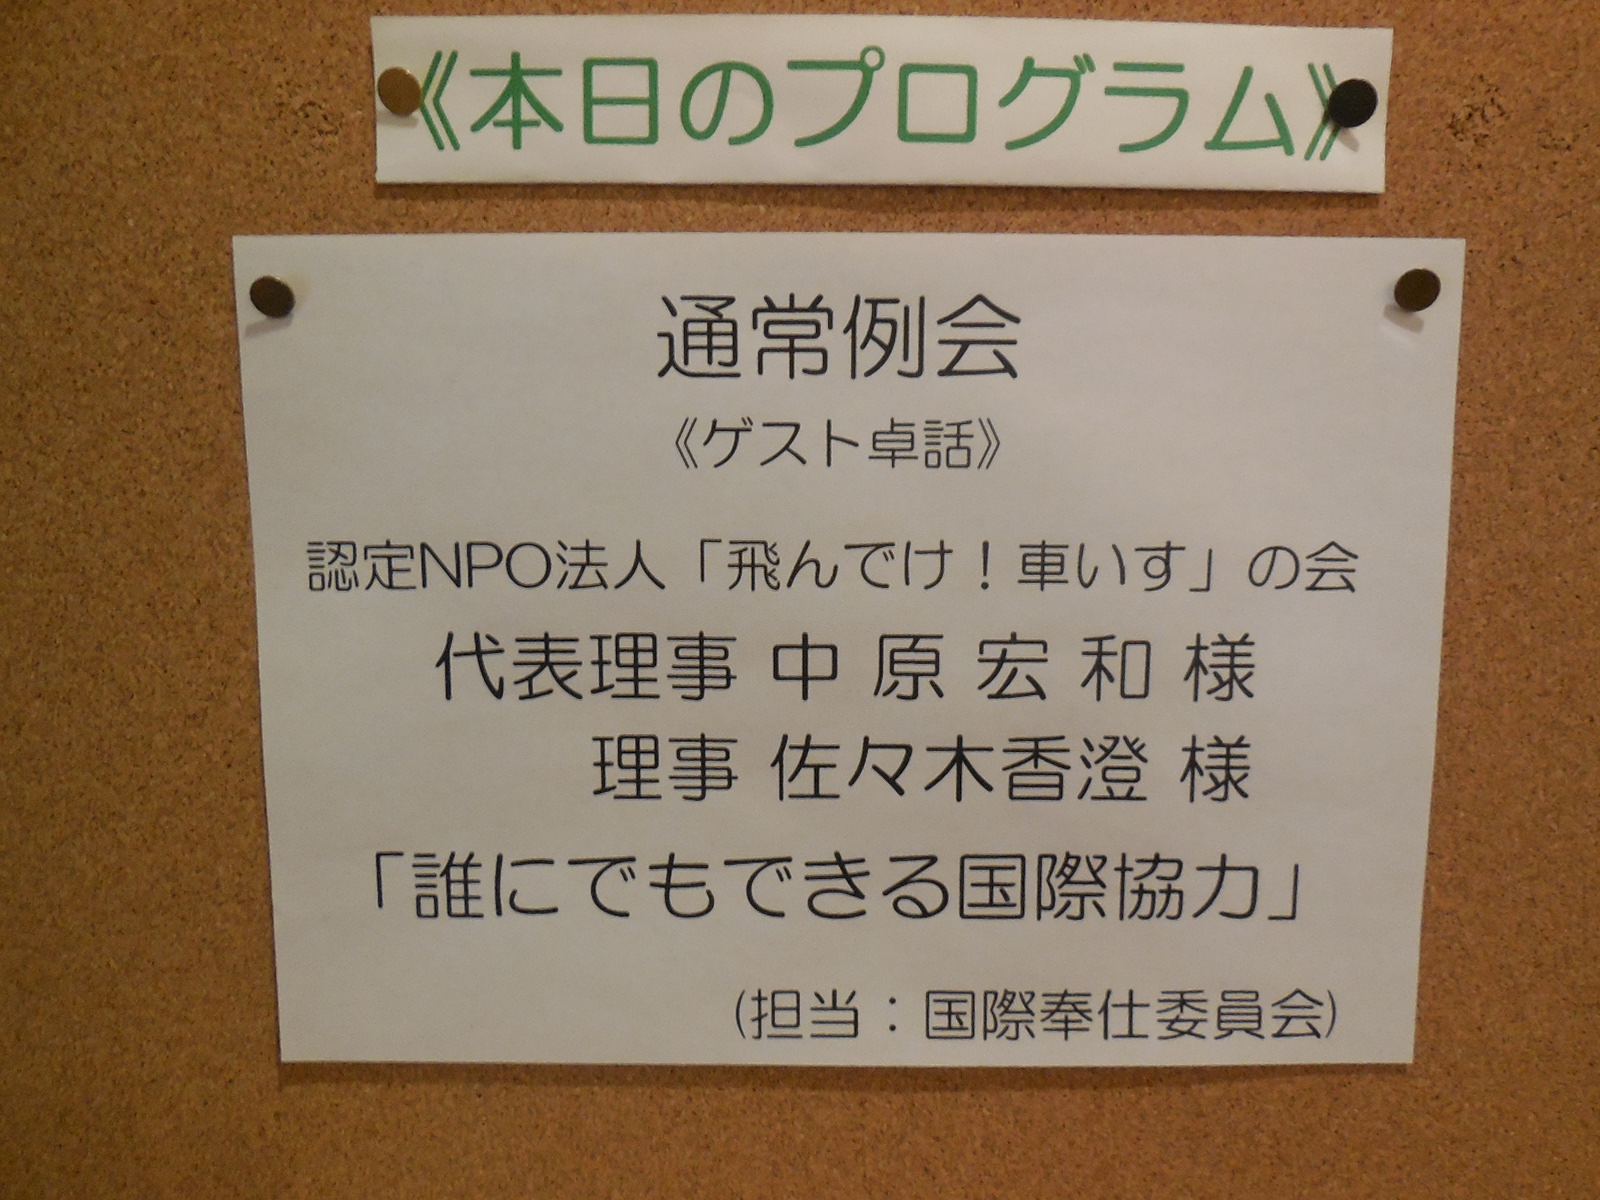 《本日のプログラム》
通常例会
《ゲスト卓話》
認定NPO法人「飛んでけ！車いす」の会
代表理事 中 原 宏 和 様
理事 佐々木香澄 様
「誰にでもできる国際協力」
(担当：国際奉仕委員会)